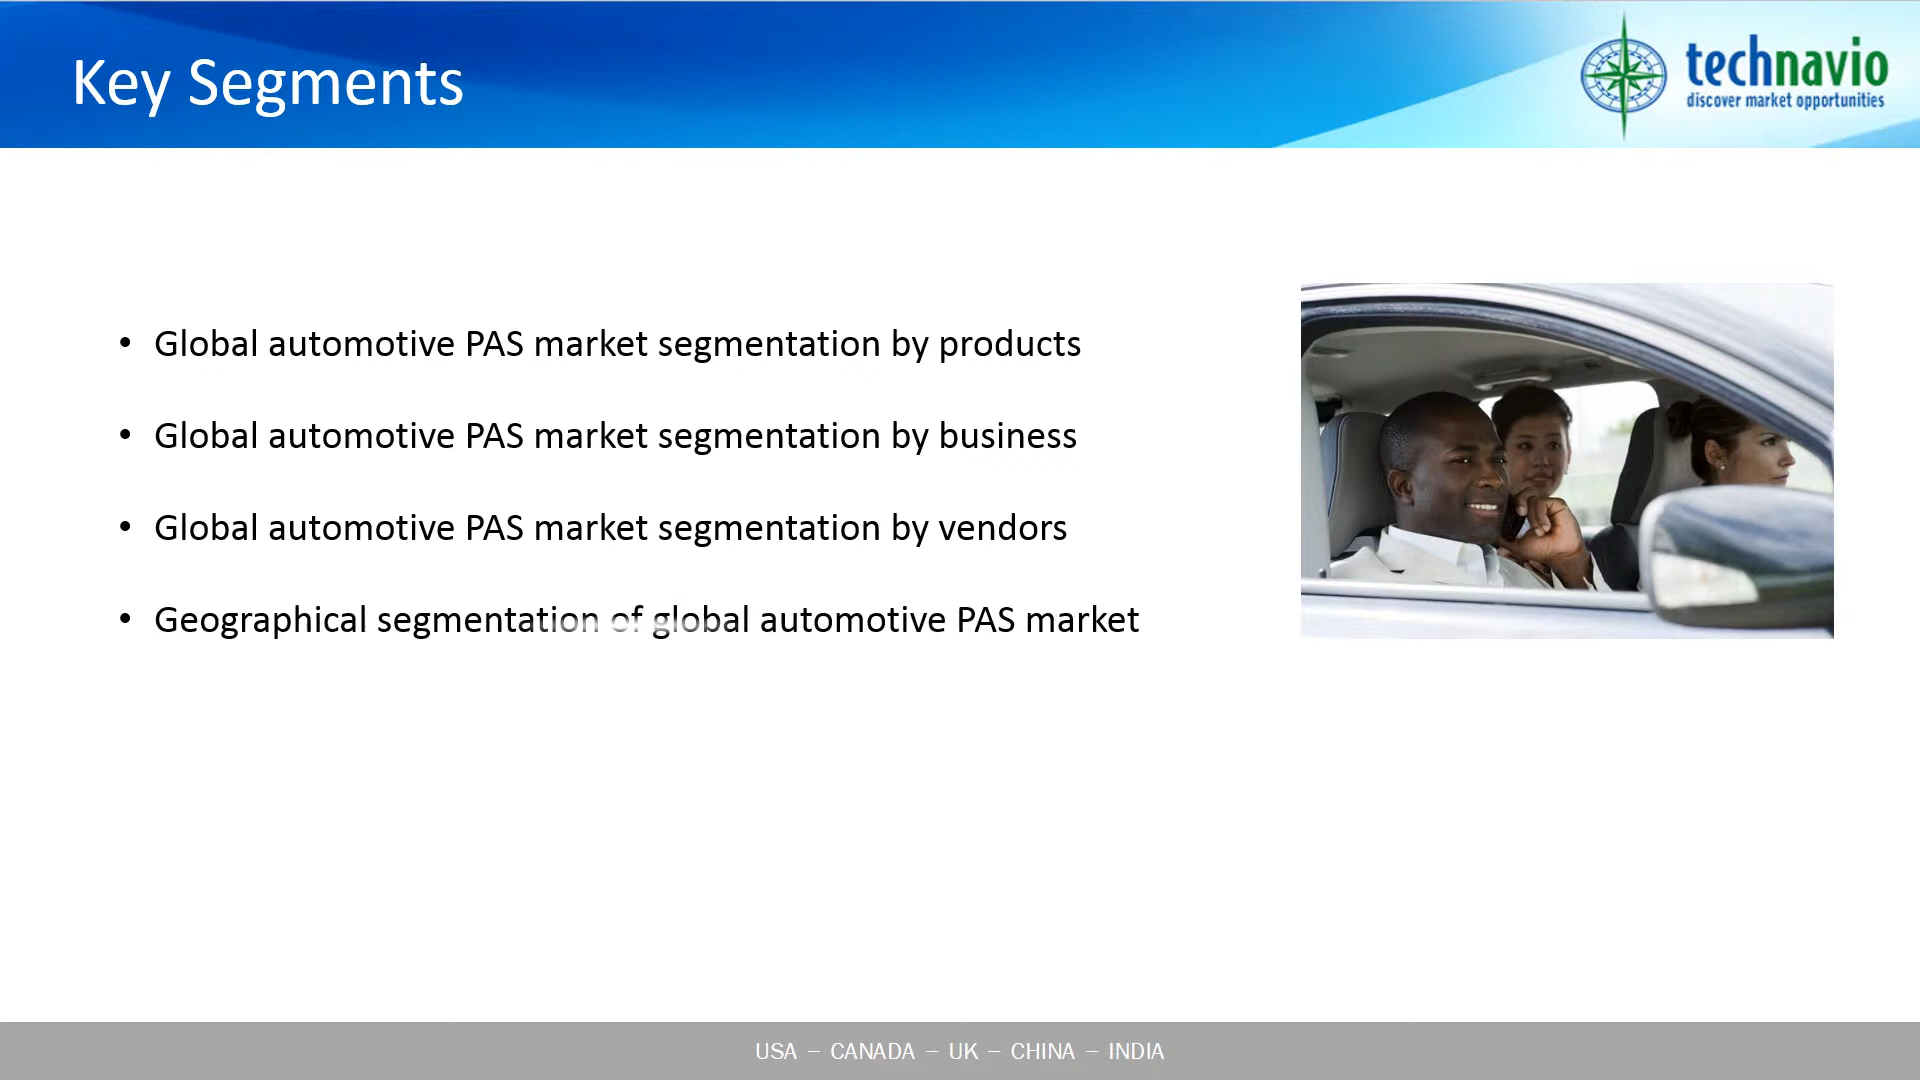 Key Segments
technavio
discover market opportunities
• Global automotive PAS market segmentation by products
• Global automotive PAS market segmentation by business
• Global automotive PAS market segmentation by vendors
• Geographical segmentation of global automotive PAS market
USA – CANADA – UK – CHINA – INDIA